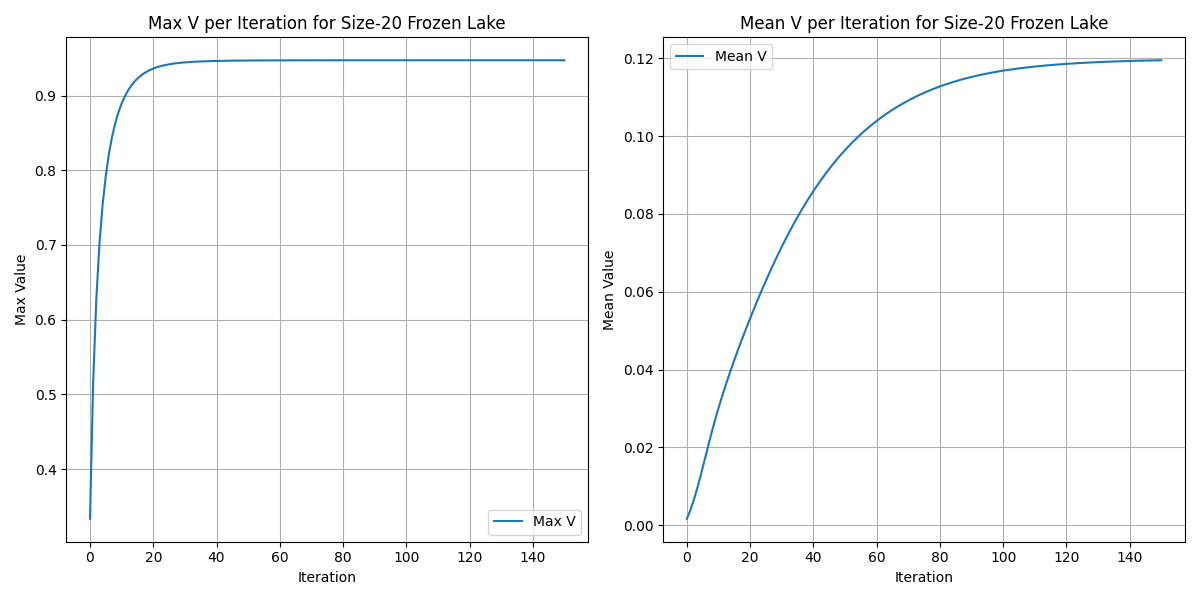 Max V per Iteration for Size-20 Frozen Lake
Max Value
0.9
0.8
0.7
0.6
0.5
0.4
Max V
0 20 40 60 80 100 120 140
Iteration
Mean V per Iteration for Size-20 Frozen Lake
Mean V
Mean Value
0.12
0.10
0.08
0.06
0.04
0.02
0.00
0 20 40 60 80 100 120 140
Iteration